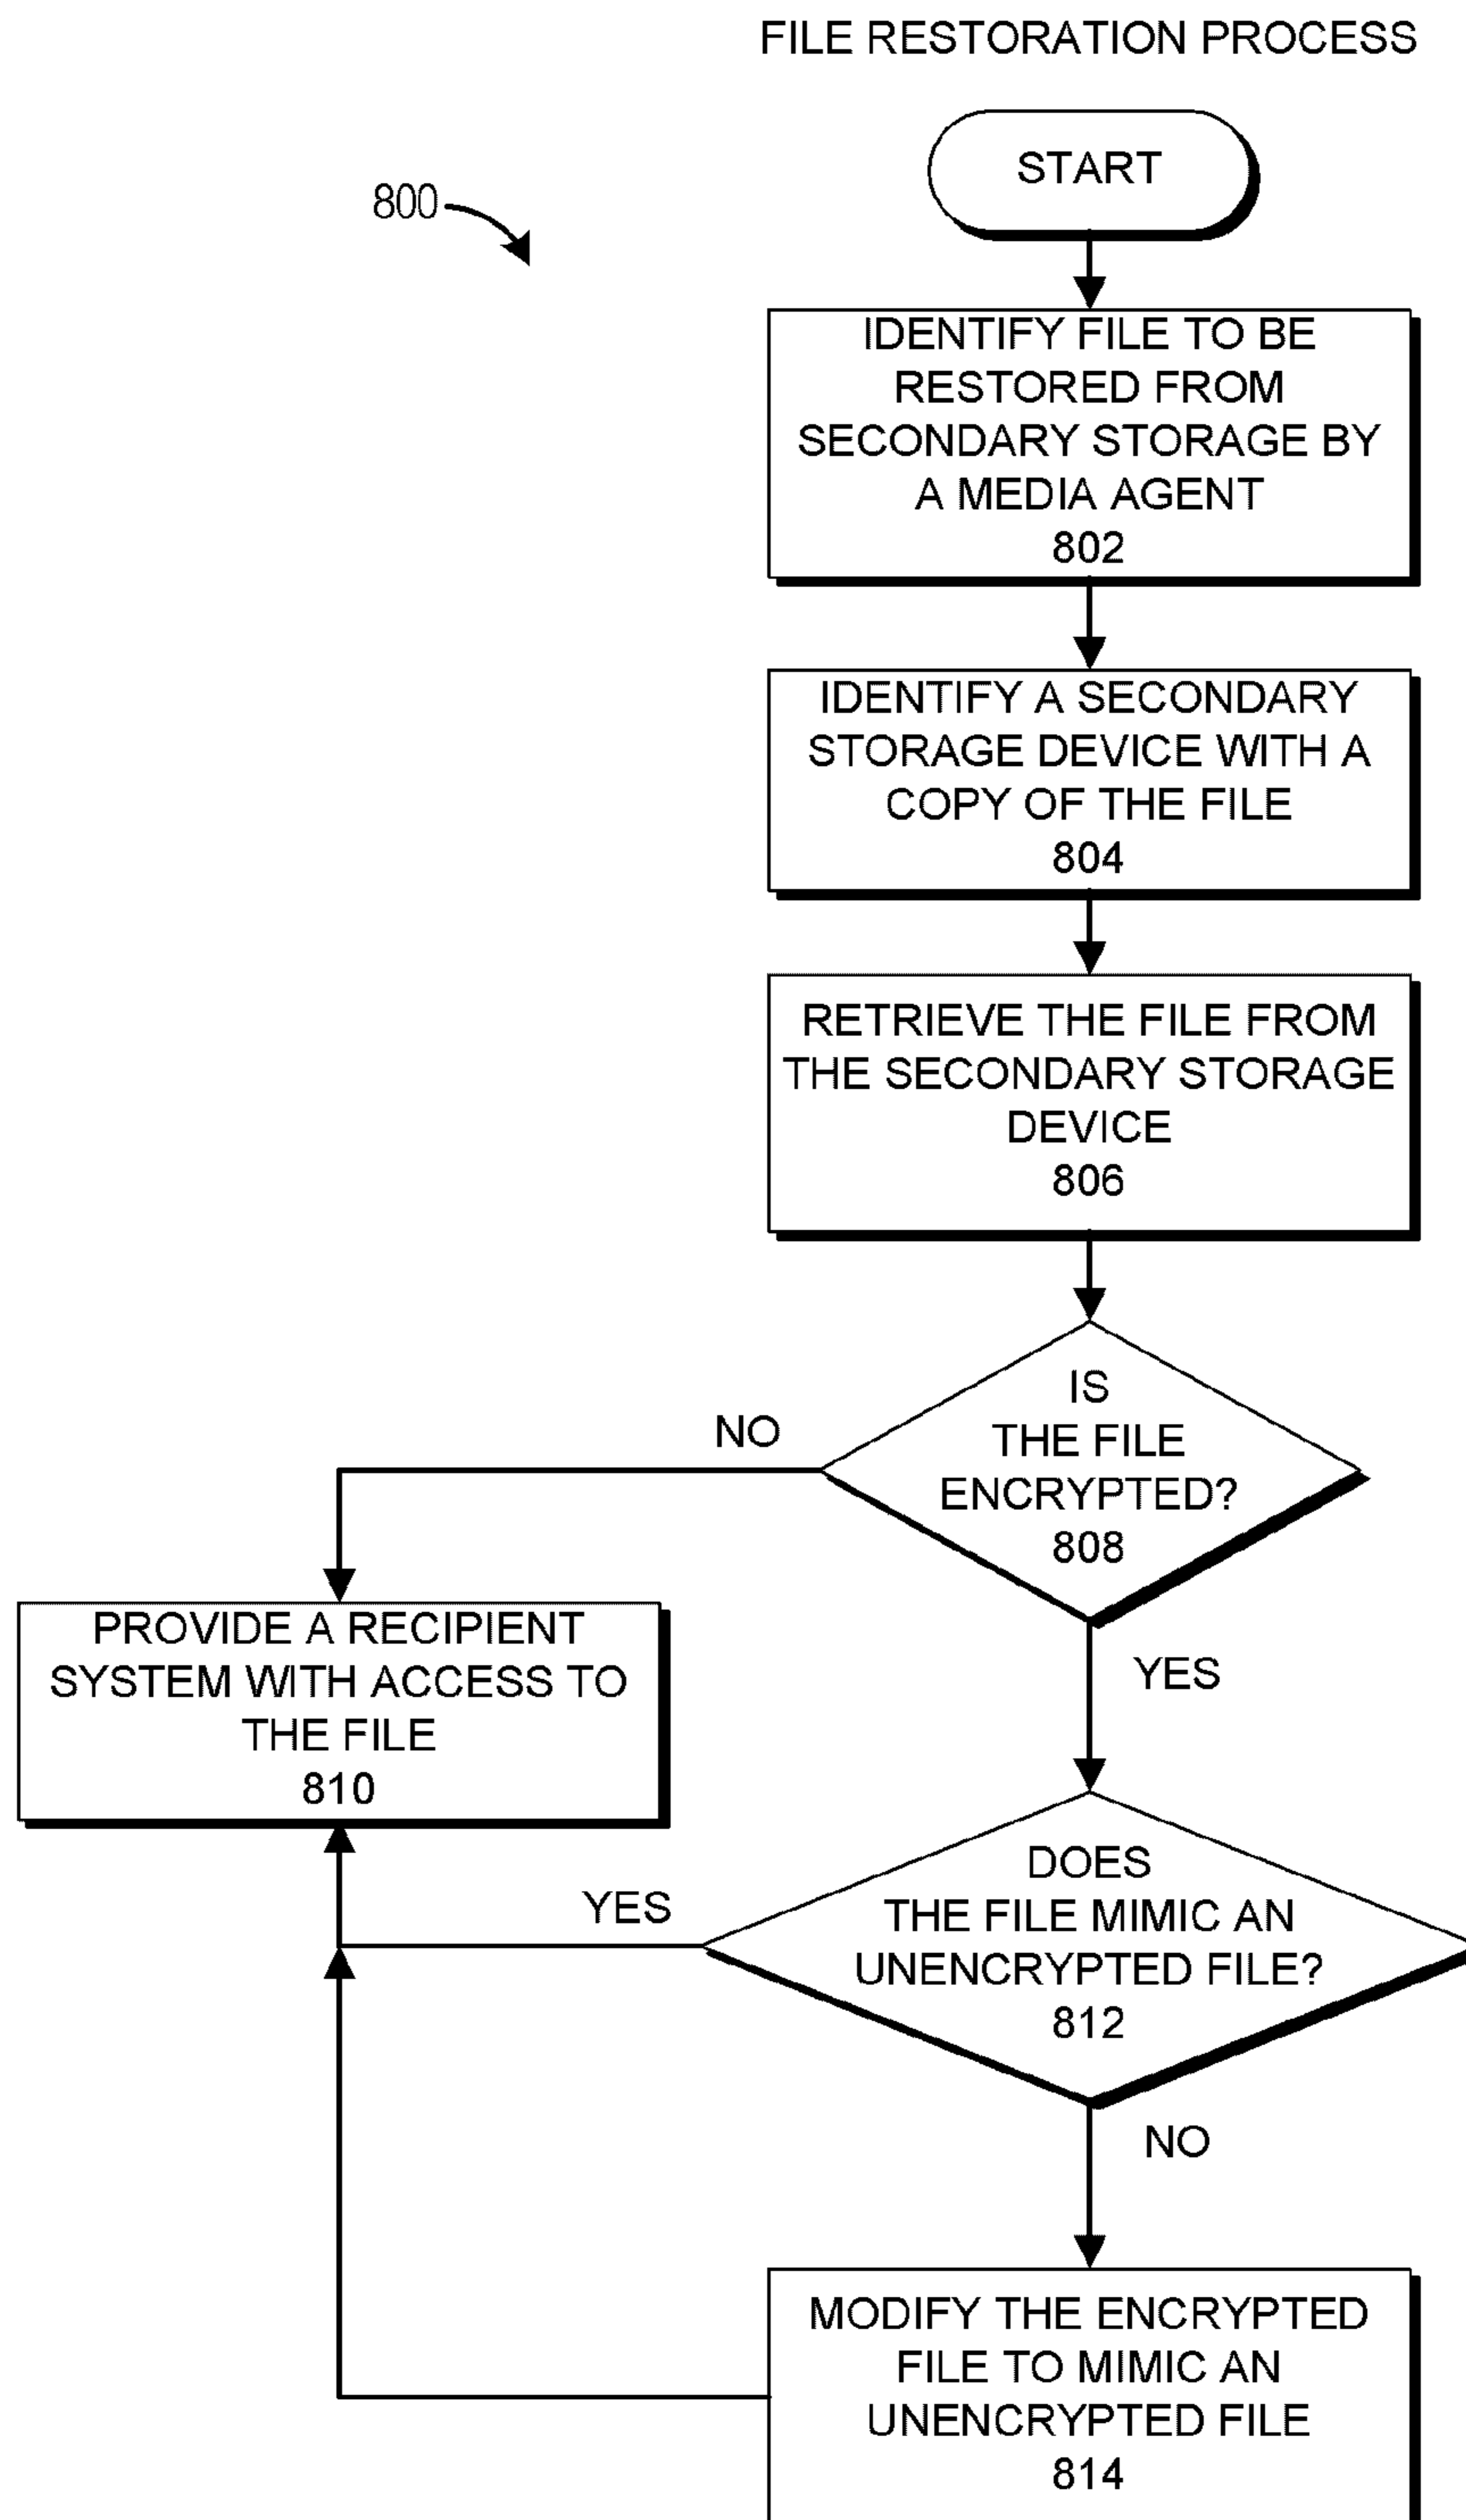 FILE RESTORATION PROCESS
START
800
IDENTIFY FILE TO BE
RESTORED FROM
SECONDARY STORAGE BY
A MEDIA AGENT
802
IDENTIFY A SECONDARY
STORAGE DEVICE WITH A
COPY OF THE FILE
804
RETRIEVE THE FILE FROM
THE SECONDARY STORAGE
DEVICE
806
IS
THE FILE
ENCRYPTED?
808
NO
YES
PROVIDE A RECIPIENT
SYSTEM WITH ACCESS TO
THE FILE
810
DOES
THE FILE MIMIC AN
UNENCRYPTED FILE?
812
YES
NO
MODIFY THE ENCRYPTED
FILE TO MIMIC AN
UNENCRYPTED FILE
814